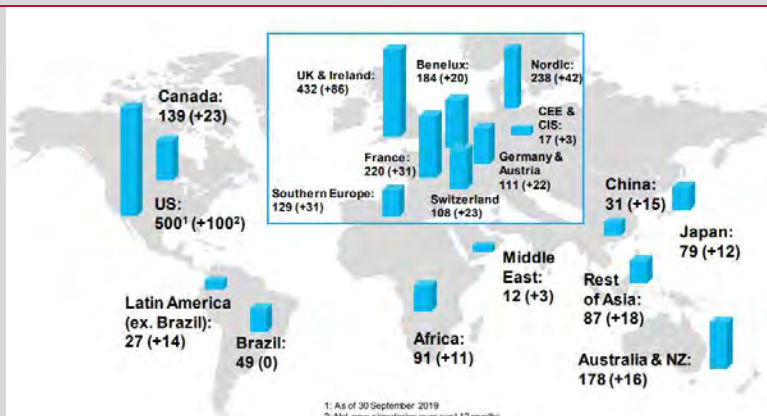 Canada:
139 (+23)
US:
500¹ (+100²)
Latin America
(ex. Brazil):
27 (+14)
Brazil:
49 (0)
UK & Ireland:
432 (+86)
Benelux:
184 (+20)
Nordic:
238 (+42)
CEE &
CIS:
17 (+3)
France:
220 (+31)
Germany &
Austria
111 (+22)
Southern Europe:
129 (+31)
Switzerland
108 (+23)
Middle
East:
12 (+3)
Africa:
91 (+11)
China:
31 (+15)
Japan:
79 (+12)
Rest
of Asia:
87 (+18)
Australia & NZ:
178 (+16)
1: As of 30 September 2019